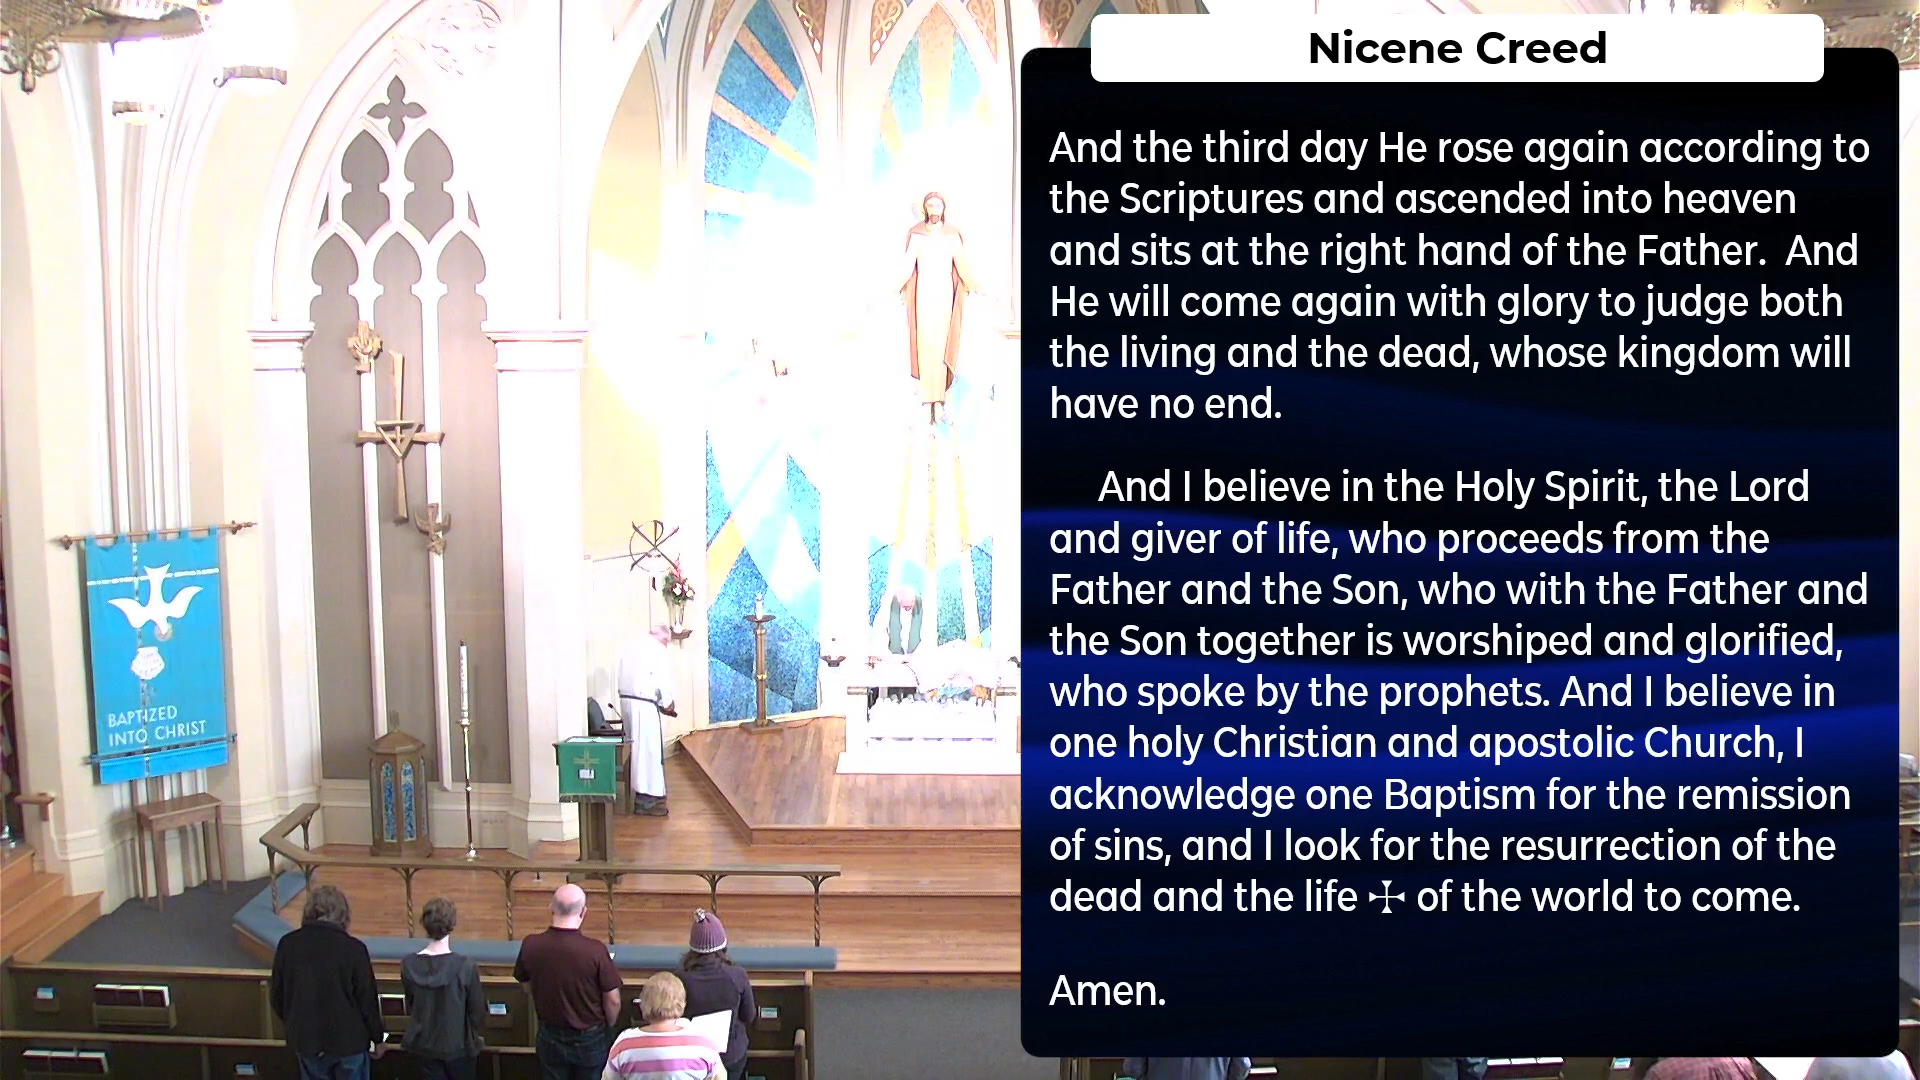 Nicene Creed
And the third day He rose again according to
the Scriptures and ascended into heaven
and sits at the right hand of the Father.  And
He will come again with glory to judge both
the living and the dead, whose kingdom will
have no end.
And I believe in the Holy Spirit, the Lord
and giver of life, who proceeds from the
Father and the Son, who with the Father and
the Son together is worshiped and glorified,
who spoke by the prophets. And I believe in
one holy Christian and apostolic Church, I
acknowledge one Baptism for the remission
of sins, and I look for the resurrection of the
dead and the life ☩ of the world to come.
Amen.
BAPTIZED
INTO CHRIST